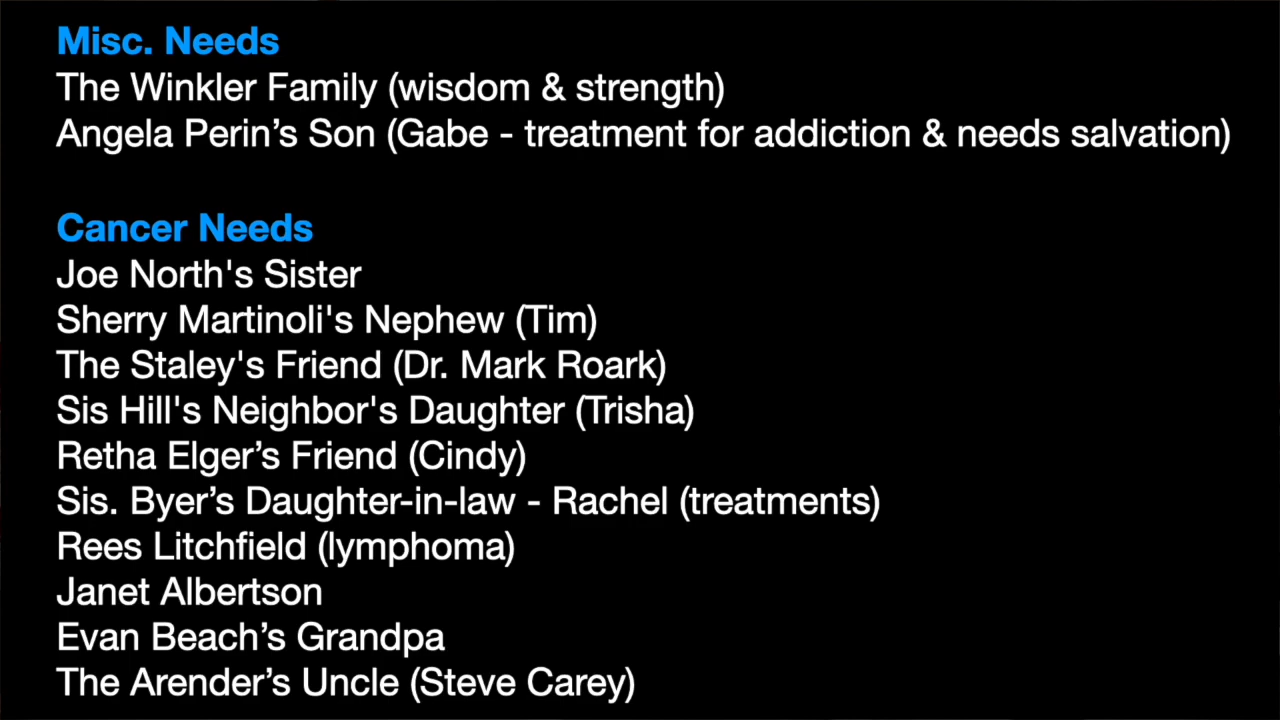 Misc. Needs
The Winkler Family (wisdom & strength)
Angela Perin’s Son (Gabe - treatment for addiction & needs salvation)
Cancer Needs
Joe North's Sister
Sherry Martinoli's Nephew (Tim)
The Staley's Friend (Dr. Mark Roark)
Sis Hill's Neighbor's Daughter (Trisha)
Retha Elger’s Friend (Cindy)
Sis. Byer’s Daughter-in-law - Rachel (treatments)
Rees Litchfield (lymphoma)
Janet Albertson
Evan Beach’s Grandpa
The Arender’s Uncle (Steve Carey)